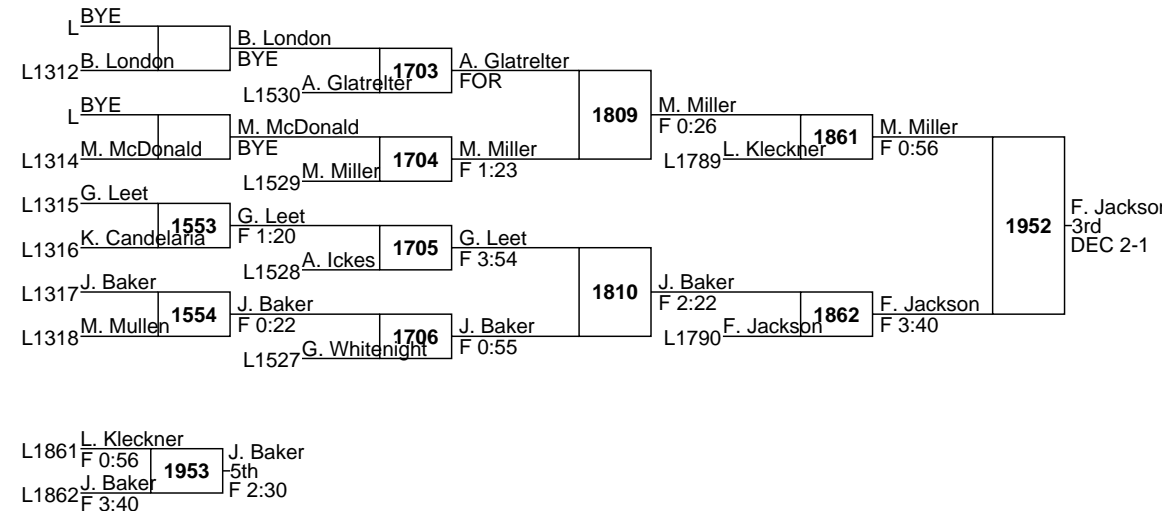 L BYE
L1312 B. London
B. London
BYE
L1530 A. Glatrelter
1703
A. Glatrelter
FOR
L BYE
L1314 M. McDonald
M. McDonald
BYE
L1529 M. Miller
1704
M. Miller
F 1:23
1809
M. Miller
F 0:26
L1789 L. Kleckner
1861
M. Miller
F 0:56
L1315 G. Leet
L1316 K. Candelaria
1553
G. Leet
F 1:20
L1528 A. Ickes
1705
G. Leet
F 3:54
L1317 J. Baker
L1318 M. Mullen
1554
J. Baker
F 0:22
L1527 G. Whitenight
1706
J. Baker
F 0:55
1810
J. Baker
F 2:22
L1790 F. Jackson
1862
F. Jackson
F 3:40
1952
F. Jackson
3rd
DEC 2-1
L1861 L. Kleckner
F 0:56
L1862 J. Baker
F 3:40
1953
J. Baker
5th
F 2:30